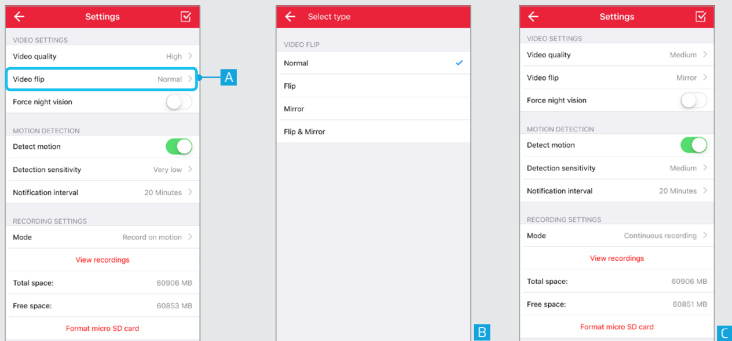 Settings
VIDEO SETTINGS
Video quality High
Video flip Normal
Force night vision
MOTION DETECTION
Detect motion
Detection sensitivity Very low
Notification interval 20 Minutes
RECORDING SETTINGS
Mode Record on motion
View recordings
Total space: 60906 MB
Free space: 60853 MB
Format micro SD card
A
Select type
VIDEO FLIP
Normal
Flip
Mirror
Flip & Mirror
B
Settings
VIDEO SETTINGS
Video quality Medium
Video flip Mirror
Force night vision
MOTION DETECTION
Detect motion
Detection sensitivity Medium
Notification interval 20 Minutes
RECORDING SETTINGS
Mode Continuous recording
View recordings
Total space: 60906 MB
Free space: 60851 MB
Format micro SD card
C